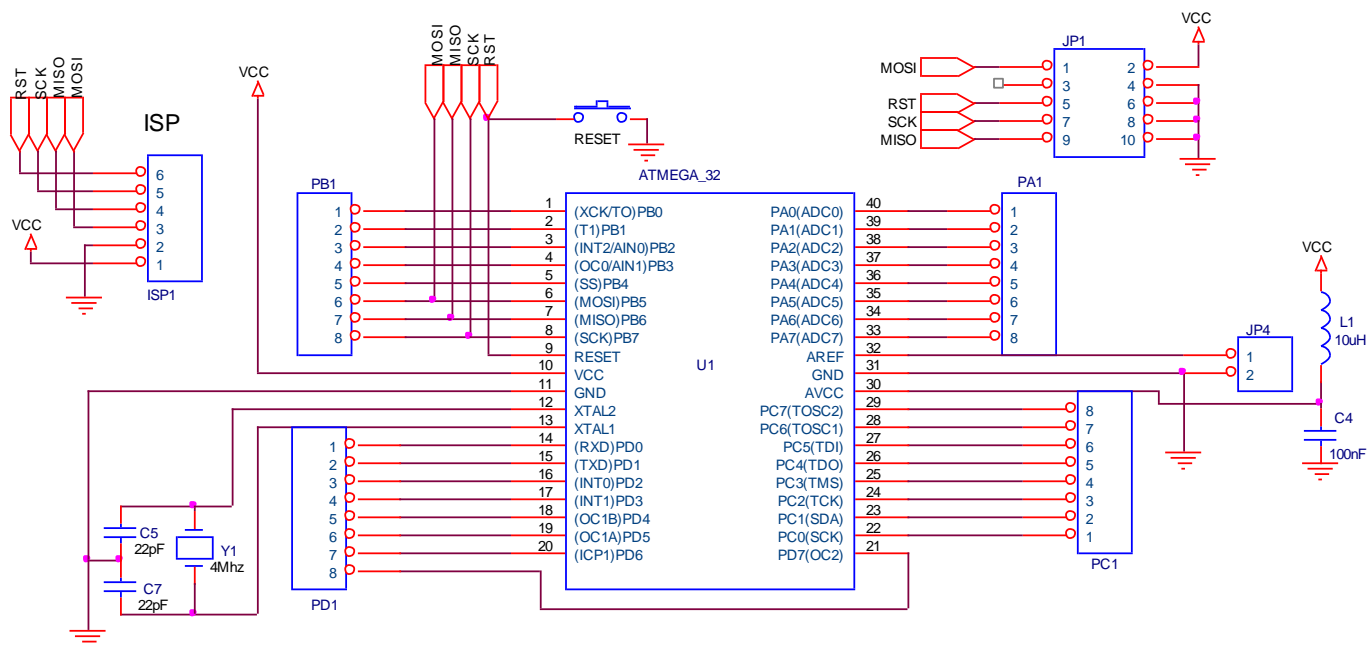 RST
SCK
MISO
MOSI
ISP
6
5
4
3
2
1
VCC
ISP1
VCC
MOSI
MISO
SCK
RST
RESET
JP1
VCC
MOSI
RST
SCK
MISO
1 2
3 4
5 6
7 8
9 10
ATMEGA_32
U1
PB1
1
2
3
4
5
6
7
8
1 (XCK/TO)PB0
2 (T1)PB1
3 (INT2/AIN0)PB2
4 (OC0/AIN1)PB3
5 (SS)PB4
6 (MOSI)PB5
7 (MISO)PB6
8 (SCK)PB7
9 RESET
10 VCC
11 GND
12 XTAL2
13 XTAL1
14 (RXD)PD0
15 (TXD)PD1
16 (INT0)PD2
17 (INT1)PD3
18 (OC1B)PD4
19 (OC1A)PD5
20 (ICP1)PD6
PA0(ADC0) 40
PA1(ADC1) 39
PA2(ADC2) 38
PA3(ADC3) 37
PA4(ADC4) 36
PA5(ADC5) 35
PA6(ADC6) 34
PA7(ADC7) 33
AREF 32
GND 31
AVCC 30
PC7(TOSC2) 29
PC6(TOSC1) 28
PC5(TDI) 27
PC4(TDO) 26
PC3(TMS) 25
PC2(TCK) 24
PC1(SDA) 23
PC0(SCK) 22
PD7(OC2) 21
PA1
1
2
3
4
5
6
7
8
VCC
L1
10uH
JP4
1
2
C4
100nF
8
7
6
5
4
3
2
1
PC1
1
2
3
4
5
6
7
8
PD1
C5
22pF
Y1
4Mhz
C7
22pF